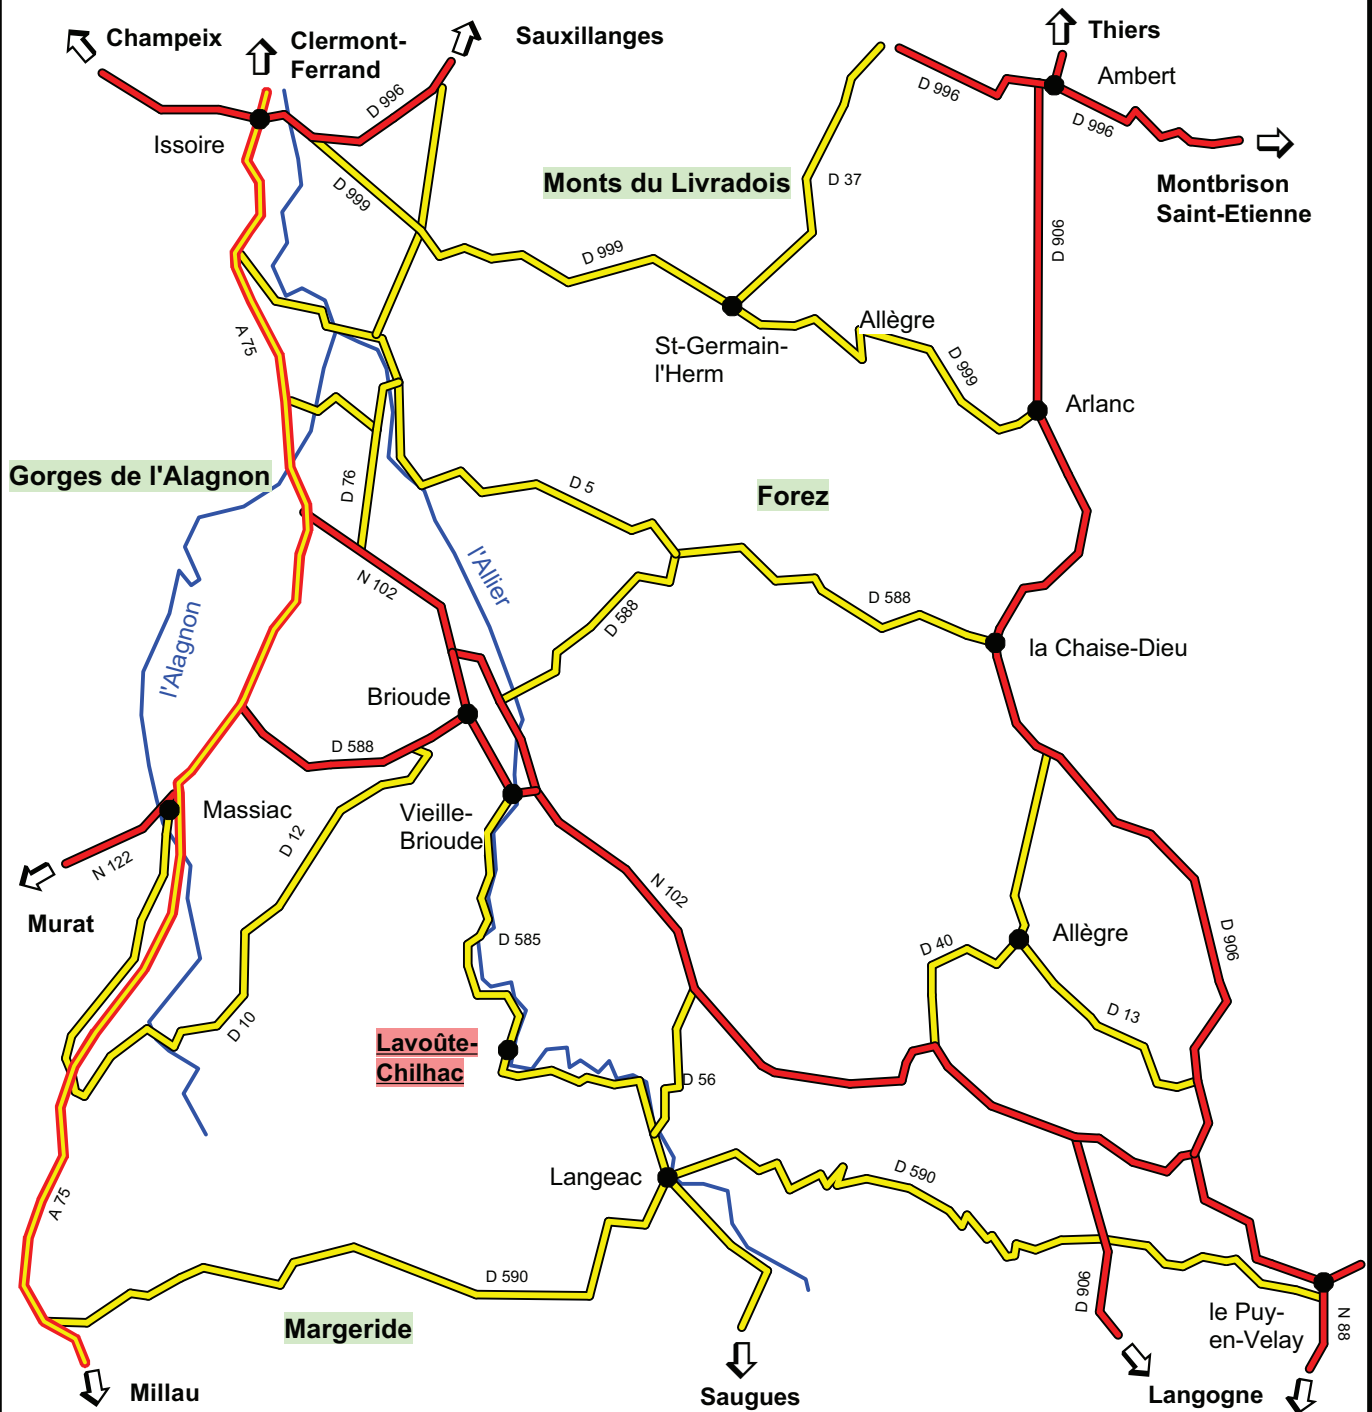 Champeix
Clermont-
Ferrand
Sauxillanges
Thiers
Ambert
D 996
D 996
D 996
Issoire
Montbrison
Saint-Etienne
Monts du Livradois
D 37
D 999
D 999
D 906
A 75
Allègre
St-Germain-
l'Herm
D 999
Arlanc
Gorges de l'Alagnon
D 76
D 5
Forez
l'Allier
N 102
D 588
D 588
l'Alagnon
la Chaise-Dieu
Brioude
D 588
Massiac
Vieille-
Brioude
D 12
N 122
Murat
N 102
D 585
D 40
Allègre
D 906
D 13
D 10
Lavoûte-
Chilhac
D 56
Langeac
D 590
A 75
D 590
D 906
le Puy-
en-Velay
N 88
Margeride
Millau
Saugues
Langogne